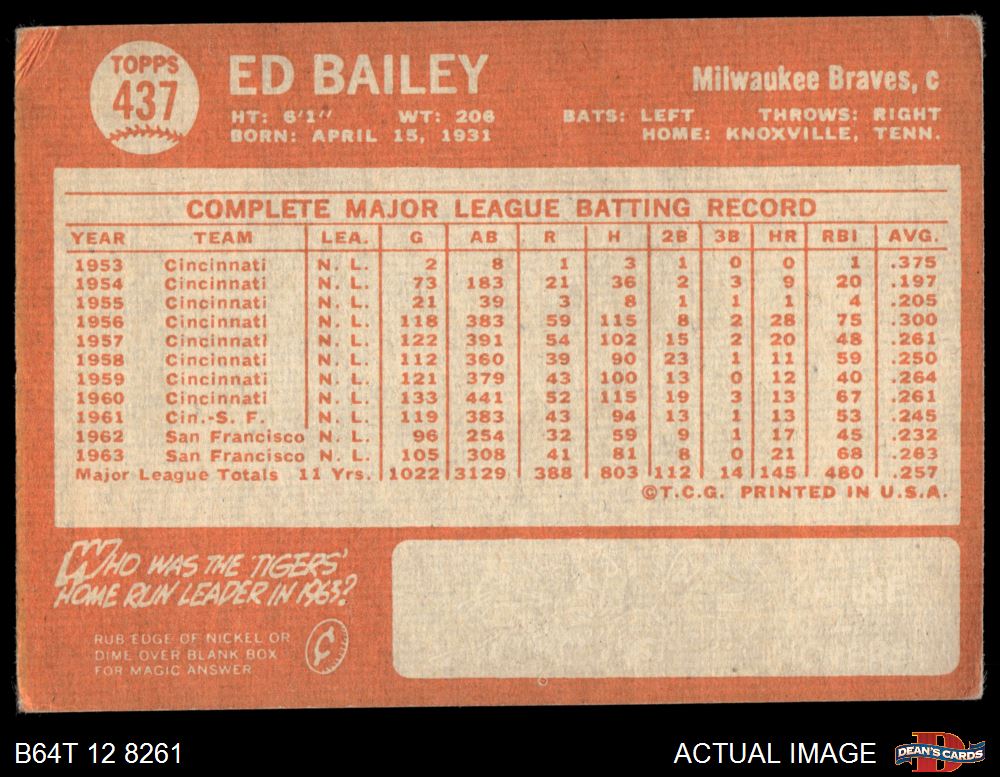 TOPPS
437
ED BAILEY
Milwaukee Braves, c
HT: 6'1" WT: 206 BATS: LEFT THROWS: RIGHT
BORN: APRIL 15, 1931 HOME: KNOXVILLE, TENN.
COMPLETE MAJOR LEAGUE BATTING RECORD
YEAR TEAM LEA. G AB R H 2B 3B HR RBI AVG.
1953 Cincinnati N. L. 2 8 1 3 1 0 0 1 .375
1954 Cincinnati N. L. 73 183 21 36 2 3 9 20 .197
1955 Cincinnati N. L. 21 39 3 8 1 1 1 4 .205
1956 Cincinnati N. L. 118 383 59 115 8 2 28 75 .300
1957 Cincinnati N. L. 122 391 54 102 15 2 20 48 .261
1958 Cincinnati N. L. 112 360 39 90 23 1 11 59 .250
1959 Cincinnati N. L. 121 379 43 100 13 0 12 40 .264
1960 Cincinnati N. L. 133 441 52 115 19 3 13 67 .261
1961 Cin.-S. F. N. L. 119 383 43 94 13 1 13 53 .245
1962 San Francisco N. L. 96 254 32 59 9 1 17 45 .232
1963 San Francisco N. L. 105 308 41 81 8 0 21 68 .263
Major League Totals 11 Yrs. 1022 3129 388 803 112 14 145 480 .257
©T.C.G. PRINTED IN U.S.A.
WHO WAS THE 'TIGERS'
HOME RUN LEADER IN 1963?
RUB EDGE OF NICKEL OR
DIME OVER BLANK BOX
FOR MAGIC ANSWER
¢
B64T 12 8261
ACTUAL IMAGE
DEAN'S CARDS